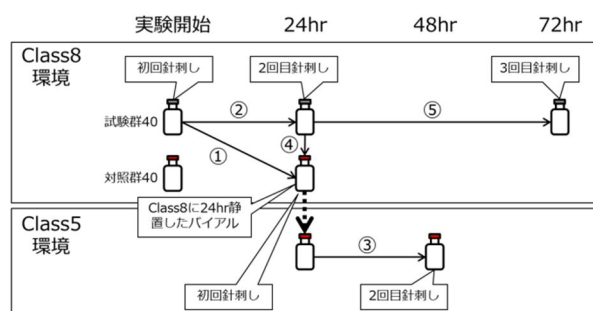 実験開始 24hr 48hr 72hr
Class8
環境
初回針刺し 2回目針刺し 3回目針刺し
試験群40 ② ⑤
① ④
対照群40
Class8に24hr静
置したバイアル
Class5
環境
③
初回針刺し 2回目針刺し